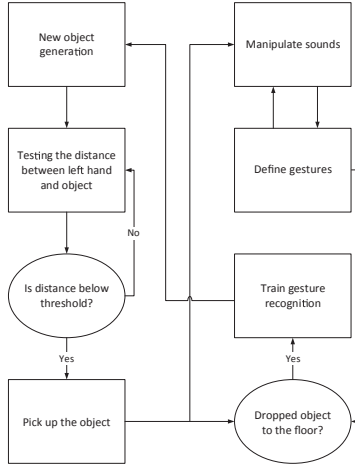 New object
generation
Manipulate sounds
Testing the distance
between left hand
and object
Define gestures
No
Is distance below
threshold?
Train gesture
recognition
Yes
Yes
Pick up the object
Dropped object
to the floor?